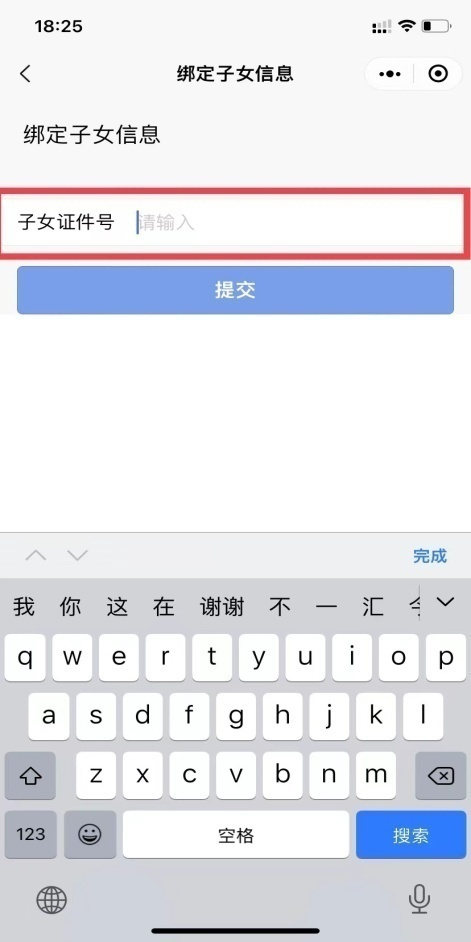 18:25
绑定子女信息
绑定子女信息
子女证件号 请输入
提交
完成
我 你 这 在 谢谢 不 一 汇
q w e r t y u i o p
a s d f g h j k l
z x c v b n m
123 空格 搜索